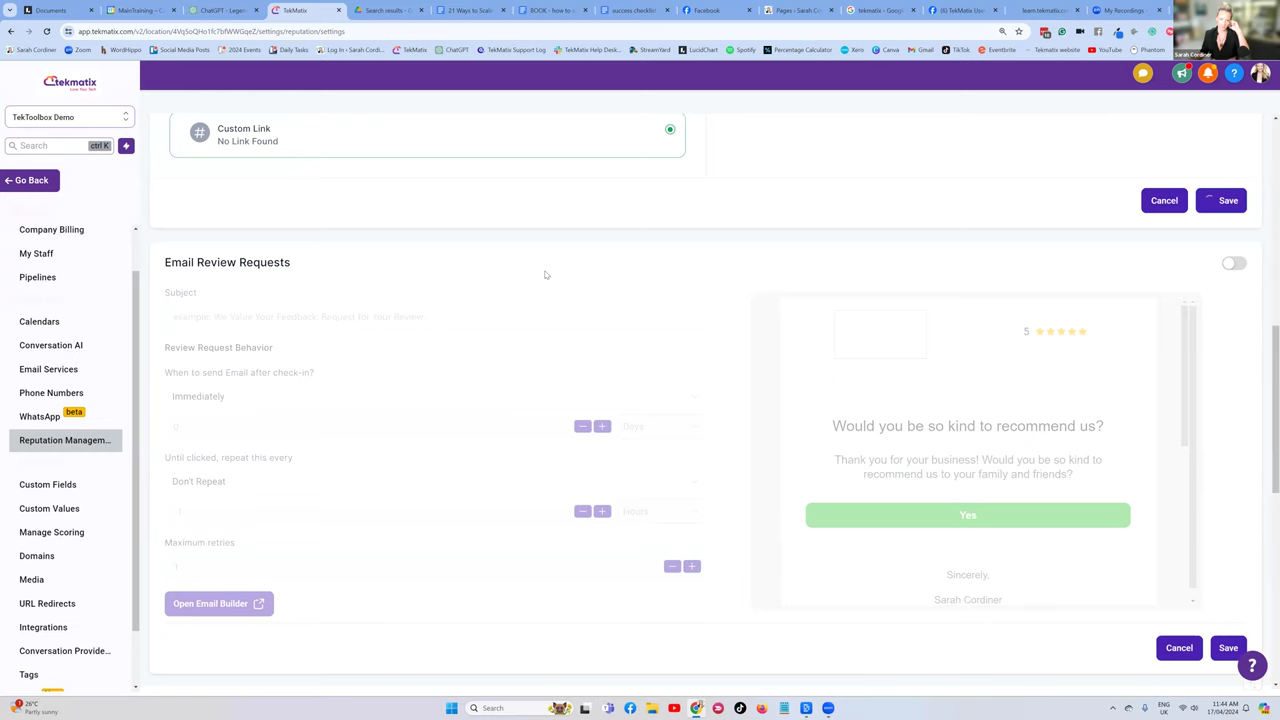 Documents
MainTraining – C
ChatGPT - Legen
TekMatix
Search results - C
21 Ways to Scale
BOOK - how to w
success checklist
Facebook
Pages - Sarah Co
tekmatix - Googl
(6) TekMatix Use
learn.tekmatix.co
My Recordings
app.tekmatix.com/v2/location/4VqSoQHo1fc7bfWWGqeZ/settings/reputation/settings
Sarah Cordiner
Zoom
WordHippo
Social Media Posts
2024 Events
Daily Tasks
Log In - Sarah Cordi...
TekMatix
ChatGPT
TekMatix Support Log
TekMatix Help Desk...
StreamYard
LucidChart
Spotify
Percentage Calculator
Xero
Canva
Gmail
TikTok
Eventbrite
Tekmatix website
YouTube
Phantom
Sarah Cordiner
tekmatix
Love Your Tech
TekToolbox Demo
Search
ctrl K
Go Back
Company Billing
My Staff
Pipelines
Calendars
Conversation AI
Email Services
Phone Numbers
WhatsApp beta
Reputation Managem...
Custom Fields
Custom Values
Manage Scoring
Domains
Media
URL Redirects
Integrations
Conversation Provide...
Tags
Custom Link
No Link Found
Cancel
Save
Email Review Requests
Subject
example: We Value Your Feedback: Request for Your Review
Review Request Behavior
When to send Email after check-in?
Immediately
0
Days
Until clicked, repeat this every
Don't Repeat
1
Hours
Maximum retries
1
Open Email Builder
5
Would you be so kind to recommend us?
Thank you for your business! Would you be so kind to
recommend us to your family and friends?
Yes
Sincerely,
Sarah Cordiner
Cancel
Save
?
26°C
Partly sunny
Search
ENG
UK
11:44 AM
17/04/2024